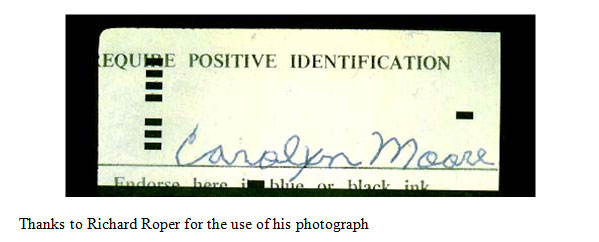 REQUIRE POSITIVE IDENTIFICATION
Carolyn Moore
Endorse here in blue or black ink
Thanks to Richard Roper for the use of his photograph